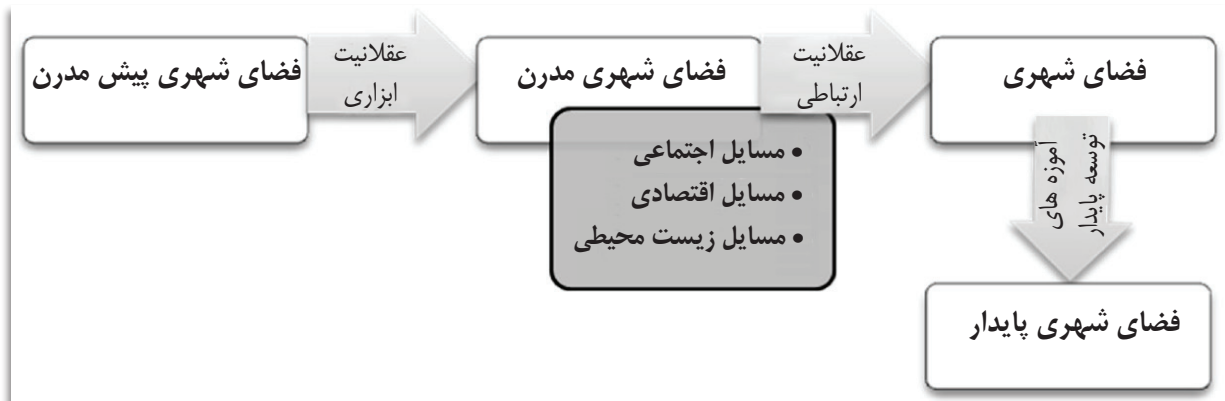 فضای شهری پیش مدرن
عقلانیت
ابزاری
فضای شهری مدرن
• مسایل اجتماعی
• مسایل اقتصادی
• مسایل زیست محیطی
عقلانیت
ارتباطی
فضای شهری
آموزه های
توسعه پایدار
فضای شهری پایدار